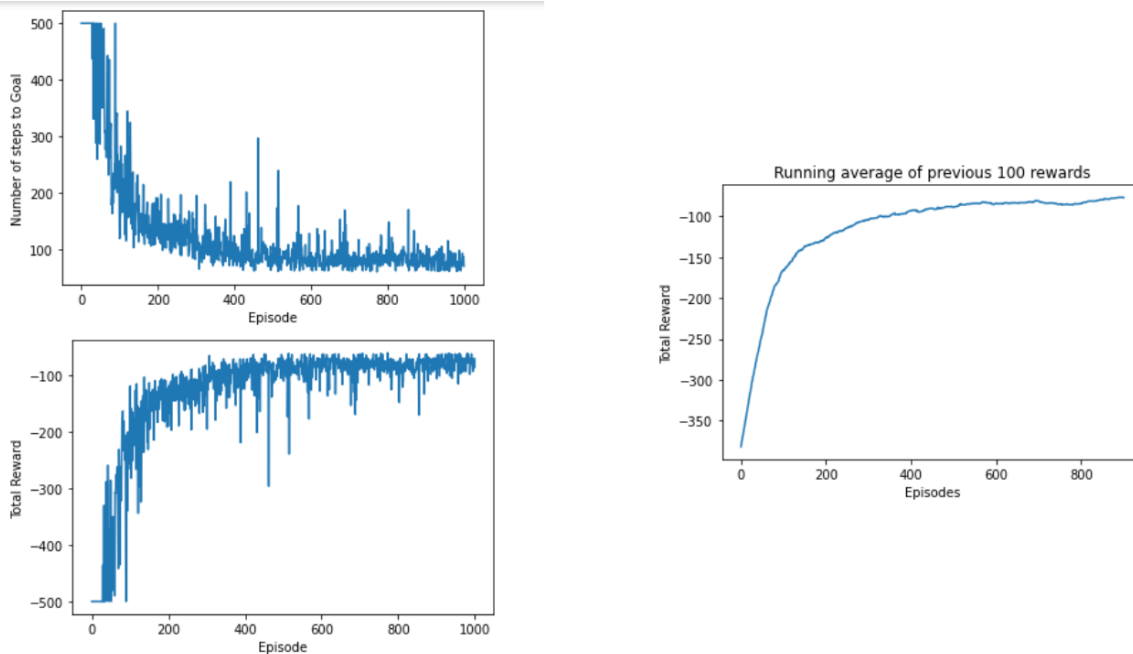 500
400
300
200
100
Number of steps to Goal
0 200 400 600 800 1000
Episode
−100
−200
−300
−400
−500
Total Reward
0 200 400 600 800 1000
Episode
Running average of previous 100 rewards
−100
−150
−200
−250
−300
−350
Total Reward
0 200 400 600 800
Episodes